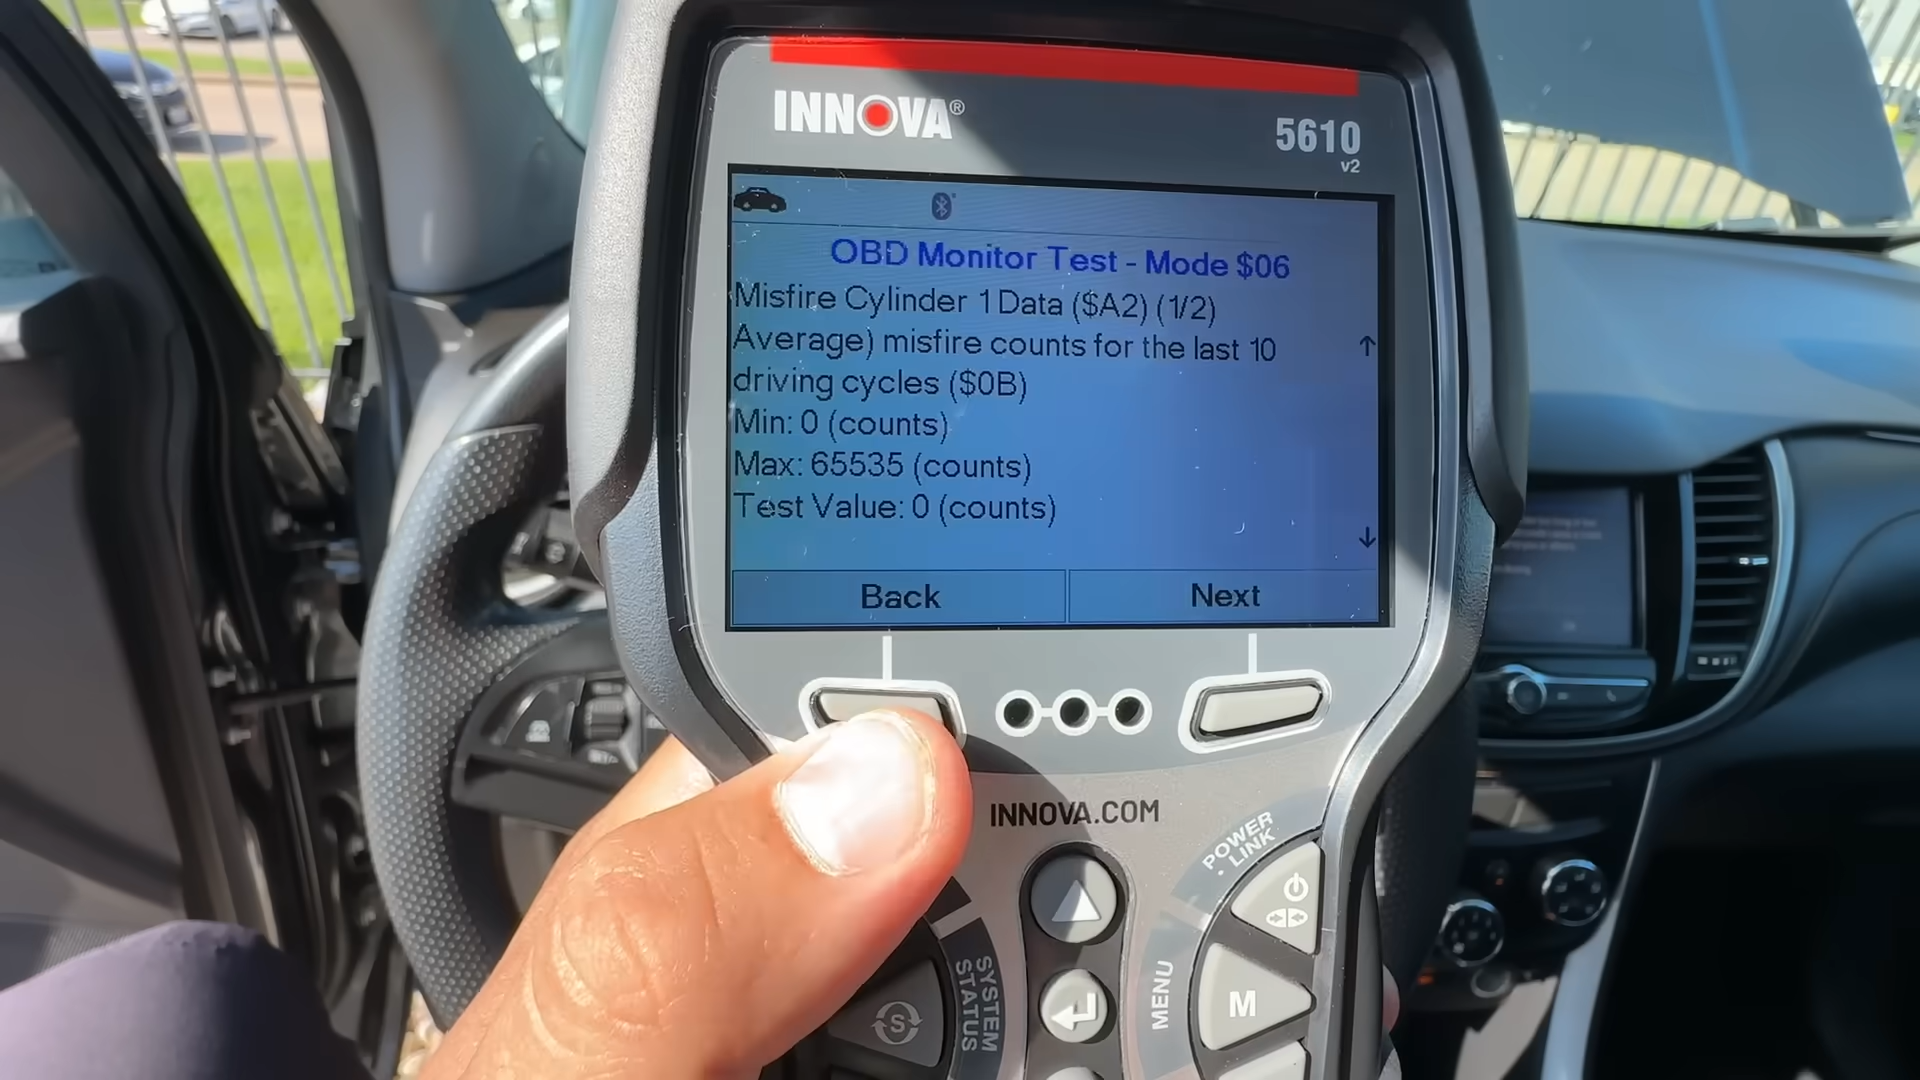 INNOVA®
5610
v2
OBD Monitor Test - Mode $06
Misfire Cylinder 1 Data ($A2) (1/2)
Average) misfire counts for the last 10
driving cycles ($0B)
Min: 0 (counts)
Max: 65535 (counts)
Test Value: 0 (counts)
Back
Next
INNOVA.COM
POWER
LINK
SYSTEM
STATUS
S
MENU
M